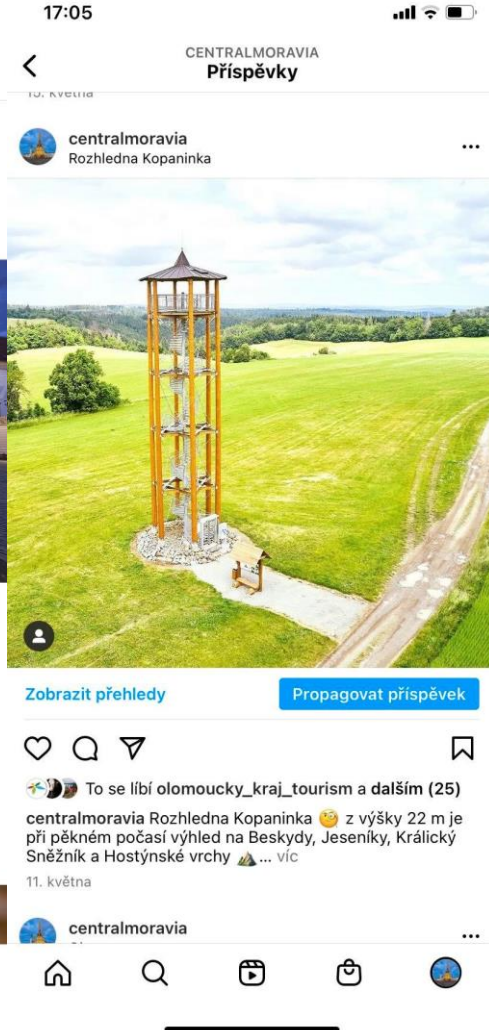 17:05
CENTRALMORAVIA
Příspěvky
15. května
centralmoravia
Rozhledna Kopaninka
Zobrazit přehledy
Propagovat příspěvek
To se líbí olomoucky_kraj_tourism a dalším (25)
centralmoravia Rozhledna Kopaninka 🧐 z výšky 22 m je
při pěkném počasí výhled na Beskydy, Jeseníky, Králický
Sněžník a Hostýnské vrchy 🏔️... víc
11. května
centralmoravia